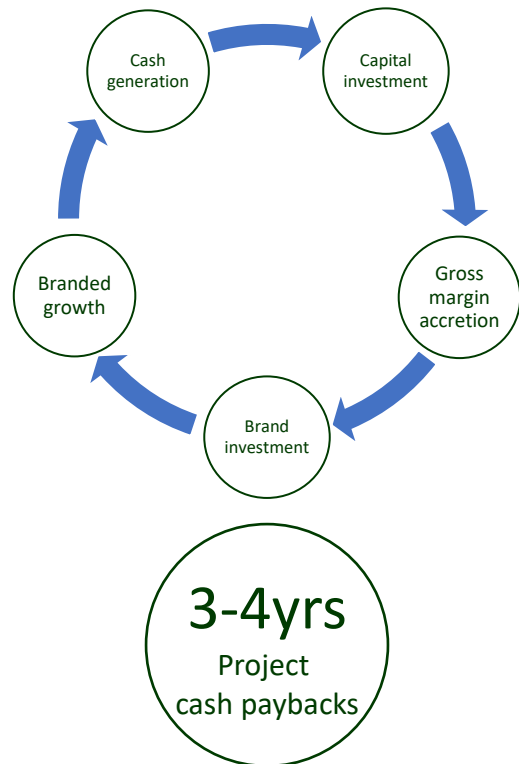 Cash
generation
Capital
investment
Gross
margin
accretion
Brand
investment
Branded
growth
3-4yrs
Project
cash paybacks